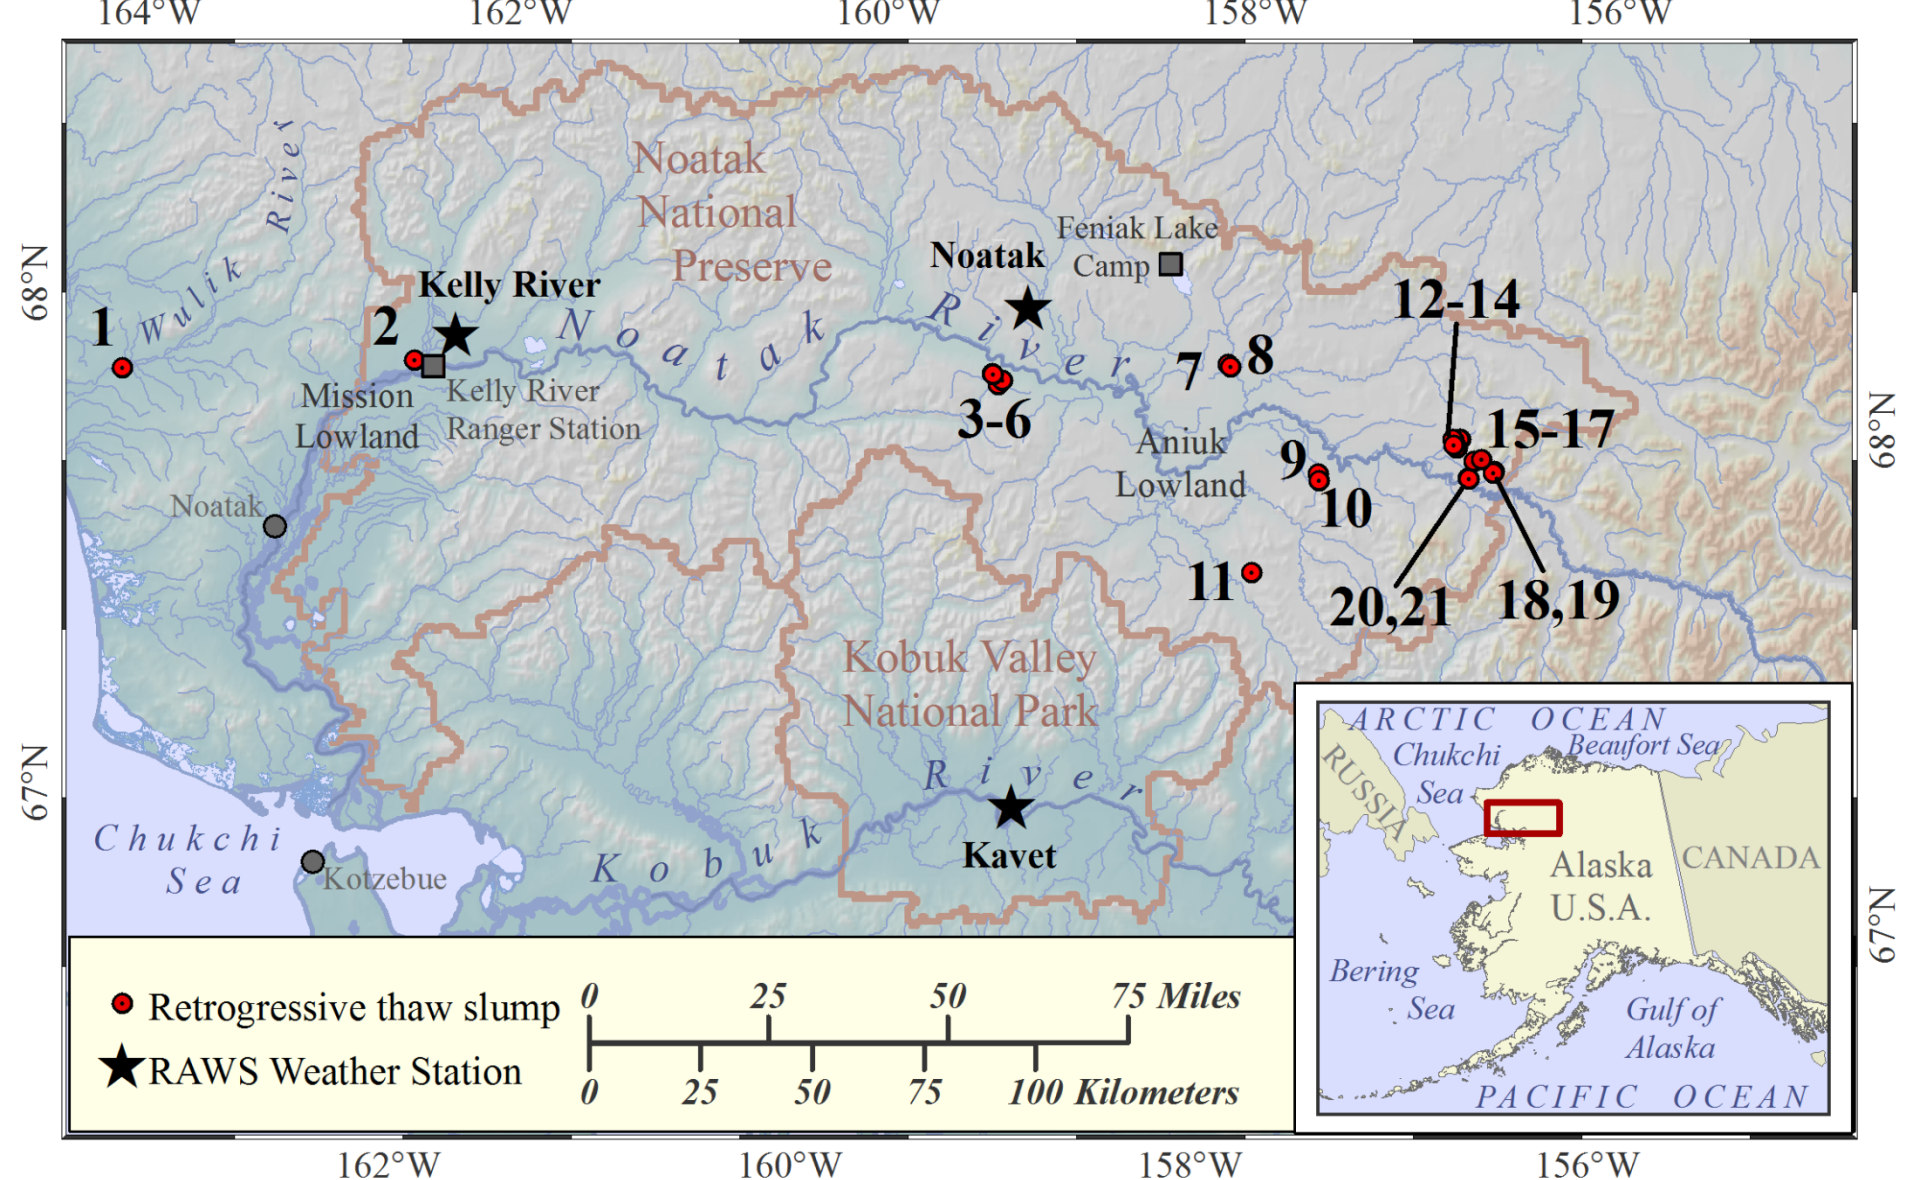 164°W 162°W 160°W 158°W 156°W
68°N
68°N
67°N
67°N
Wulik River
Noatak
National
Preserve
Kelly River
Noatak
Feniak Lake
Camp
1
2
Noatak River
12-14
7
8
Mission
Lowland
Kelly River
Ranger Station
3-6
15-17
Aniuk
Lowland
9
10
Noatak
11
20,21
18,19
Kobuk Valley
National Park
Kobuk River
Kavet
Chukchi
Sea
Kotzebue
Retrogressive thaw slump
RAWS Weather Station
0 25 50 75 Miles
0 25 50 75 100 Kilometers
ARCTIC OCEAN
Chukchi
Sea
Beaufort Sea
RUSSIA
Alaska
U.S.A.
CANADA
Bering
Sea
Gulf of
Alaska
PACIFIC OCEAN
162°W 160°W 158°W 156°W